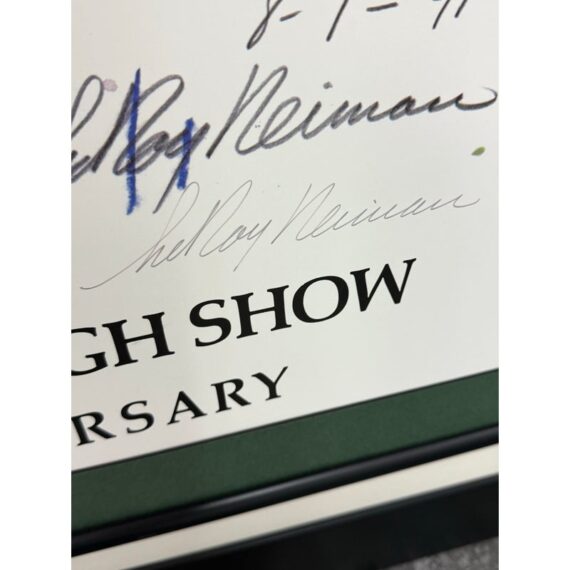 8-1-91
LeRoy Neiman
LeRoy Neiman
GH SHOW
RSARY